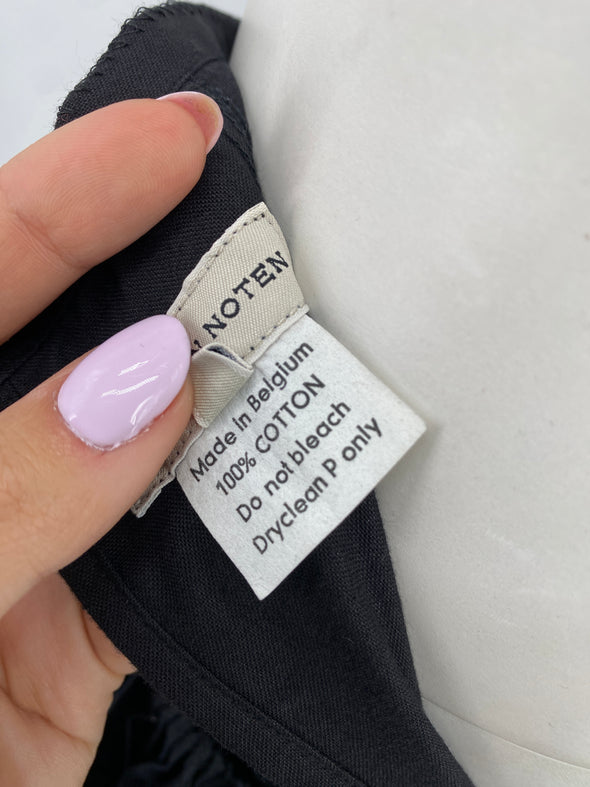 NOTEN
Made in Belgium
100% COTTON
Do not bleach
Dryclean P only